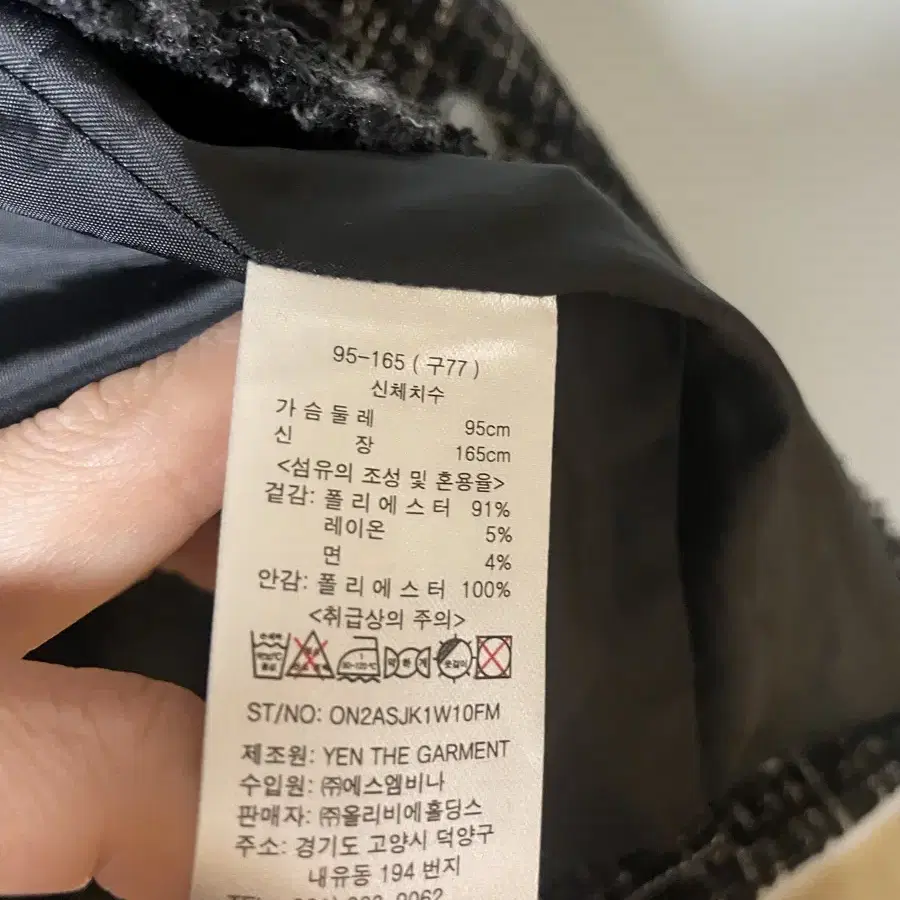 95-165 ( 구77 )
신체치수
가 슴 둘 레 95cm
신 장 165cm
<섬유의 조성 및 혼용율>
겉감: 폴 리 에 스 터 91%
레이온 5%
면 4%
안감: 폴 리 에 스 터 100%
<취급상의 주의>
약 하 게
ST/NO: ON2ASJK1W10FM
제조원: YEN THE GARMENT
수입원: ㈜에스엠비나
판매자: ㈜올리비에홀딩스
주소: 경기도 고양시 덕양구
내유동 194 번지